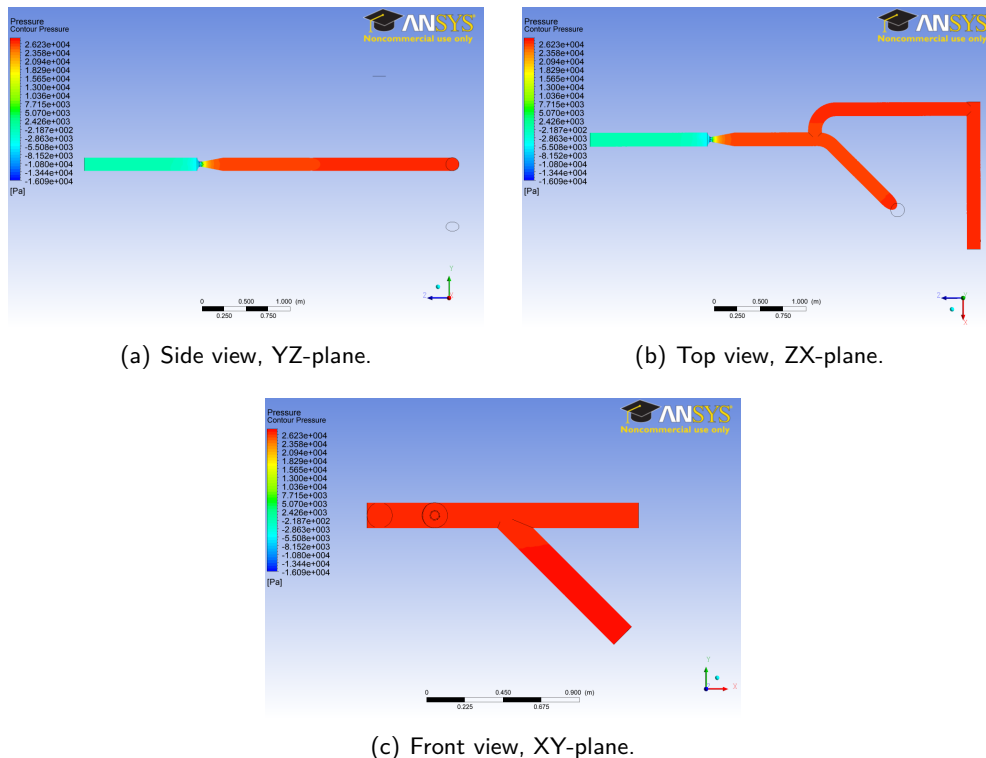 Pressure
Contour Pressure
2.623e+004
2.358e+004
2.094e+004
1.829e+004
1.565e+004
1.300e+004
1.036e+004
7.715e+003
5.070e+003
2.426e+003
-2.187e+002
-2.863e+003
-5.508e+003
-8.152e+003
-1.080e+004
-1.344e+004
-1.609e+004
[Pa]
ANSYS
Noncommercial use only
0 0.500 1.000 (m)
0.250 0.750
Y
Z
X
(a) Side view, YZ-plane.
Pressure
Contour Pressure
2.623e+004
2.358e+004
2.094e+004
1.829e+004
1.565e+004
1.300e+004
1.036e+004
7.715e+003
5.070e+003
2.426e+003
-2.187e+002
-2.863e+003
-5.508e+003
-8.152e+003
-1.080e+004
-1.344e+004
-1.609e+004
[Pa]
ANSYS
Noncommercial use only
0 0.500 1.000 (m)
0.250 0.750
Z
Y
X
(b) Top view, ZX-plane.
Pressure
Contour Pressure
2.623e+004
2.358e+004
2.094e+004
1.829e+004
1.565e+004
1.300e+004
1.036e+004
7.715e+003
5.070e+003
2.426e+003
-2.187e+002
-2.863e+003
-5.508e+003
-8.152e+003
-1.080e+004
-1.344e+004
-1.609e+004
[Pa]
ANSYS
Noncommercial use only
0 0.450 0.900 (m)
0.225 0.675
Y
Z
X
(c) Front view, XY-plane.